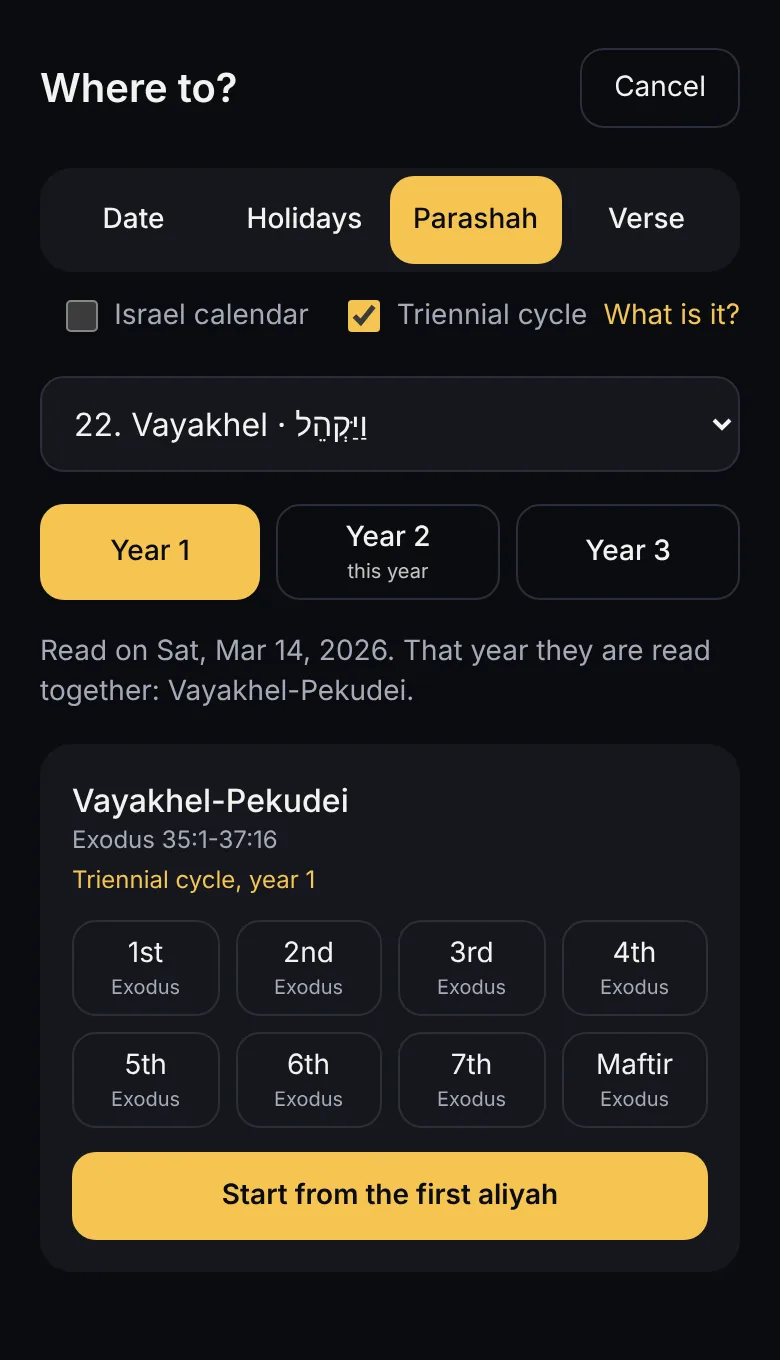 Where to?
Cancel
Date
Holidays
Parashah
Verse
Israel calendar
Triennial cycle
What is it?
22. Vayakhel · וַיַּקְהֵל
Year 1
Year 2
this year
Year 3
Read on Sat, Mar 14, 2026. That year they are read
together: Vayakhel-Pekudei.
Vayakhel-Pekudei
Exodus 35:1-37:16
Triennial cycle, year 1
1st
Exodus
2nd
Exodus
3rd
Exodus
4th
Exodus
5th
Exodus
6th
Exodus
7th
Exodus
Maftir
Exodus
Start from the first aliyah